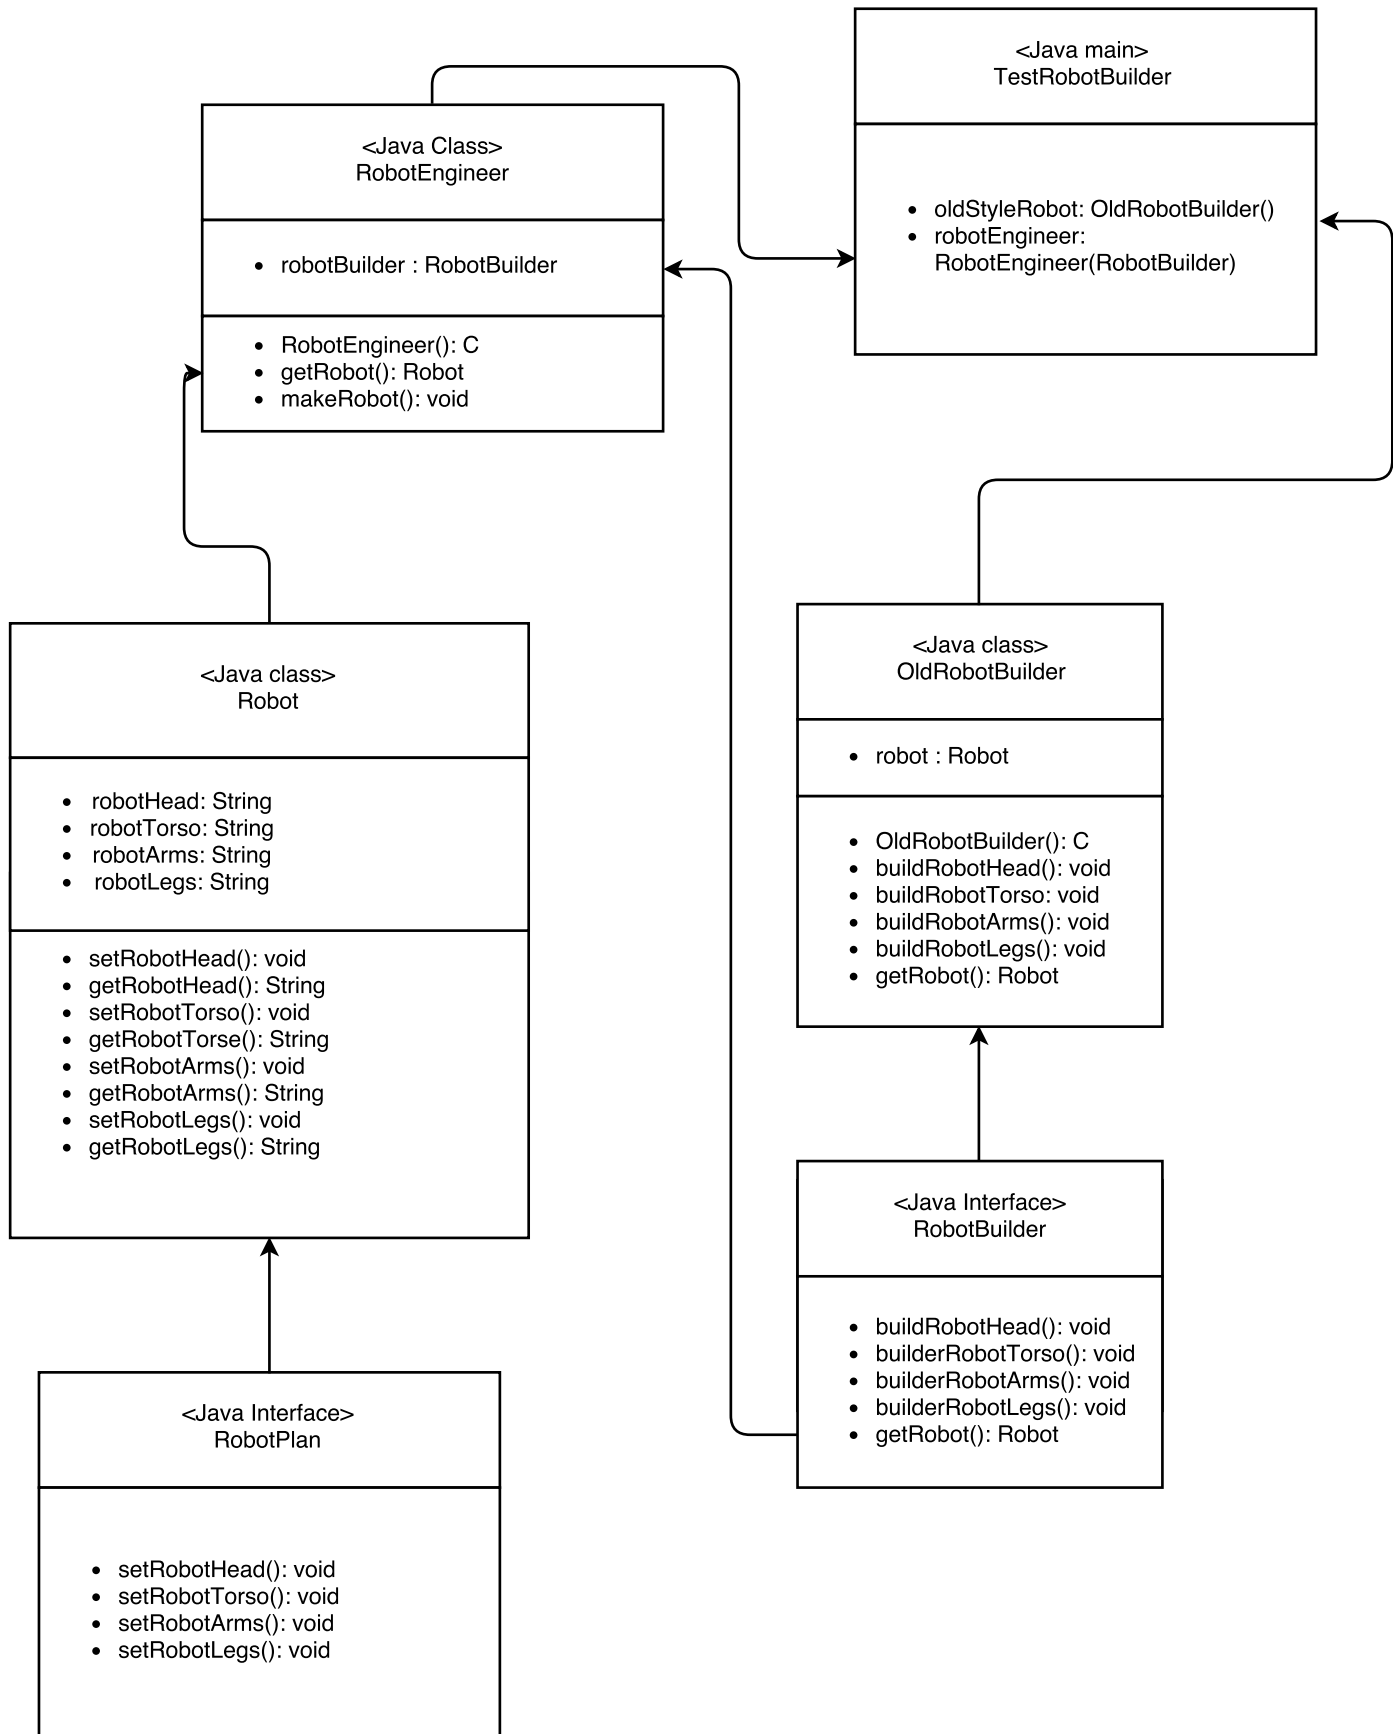 <Java main>
TestRobotBuilder
• oldStyleRobot: OldRobotBuilder()
• robotEngineer:
RobotEngineer(RobotBuilder)
<Java Class>
RobotEngineer
• robotBuilder : RobotBuilder
• RobotEngineer(): C
• getRobot(): Robot
• makeRobot(): void
<Java class>
Robot
• robotHead: String
• robotTorso: String
• robotArms: String
• robotLegs: String
• setRobotHead(): void
• getRobotHead(): String
• setRobotTorso(): void
• getRobotTorse(): String
• setRobotArms(): void
• getRobotArms(): String
• setRobotLegs(): void
• getRobotLegs(): String
<Java class>
OldRobotBuilder
• robot : Robot
• OldRobotBuilder(): C
• buildRobotHead(): void
• buildRobotTorso: void
• buildRobotArms(): void
• buildRobotLegs(): void
• getRobot(): Robot
<Java Interface>
RobotBuilder
• buildRobotHead(): void
• builderRobotTorso(): void
• builderRobotArms(): void
• builderRobotLegs(): void
• getRobot(): Robot
<Java Interface>
RobotPlan
• setRobotHead(): void
• setRobotTorso(): void
• setRobotArms(): void
• setRobotLegs(): void